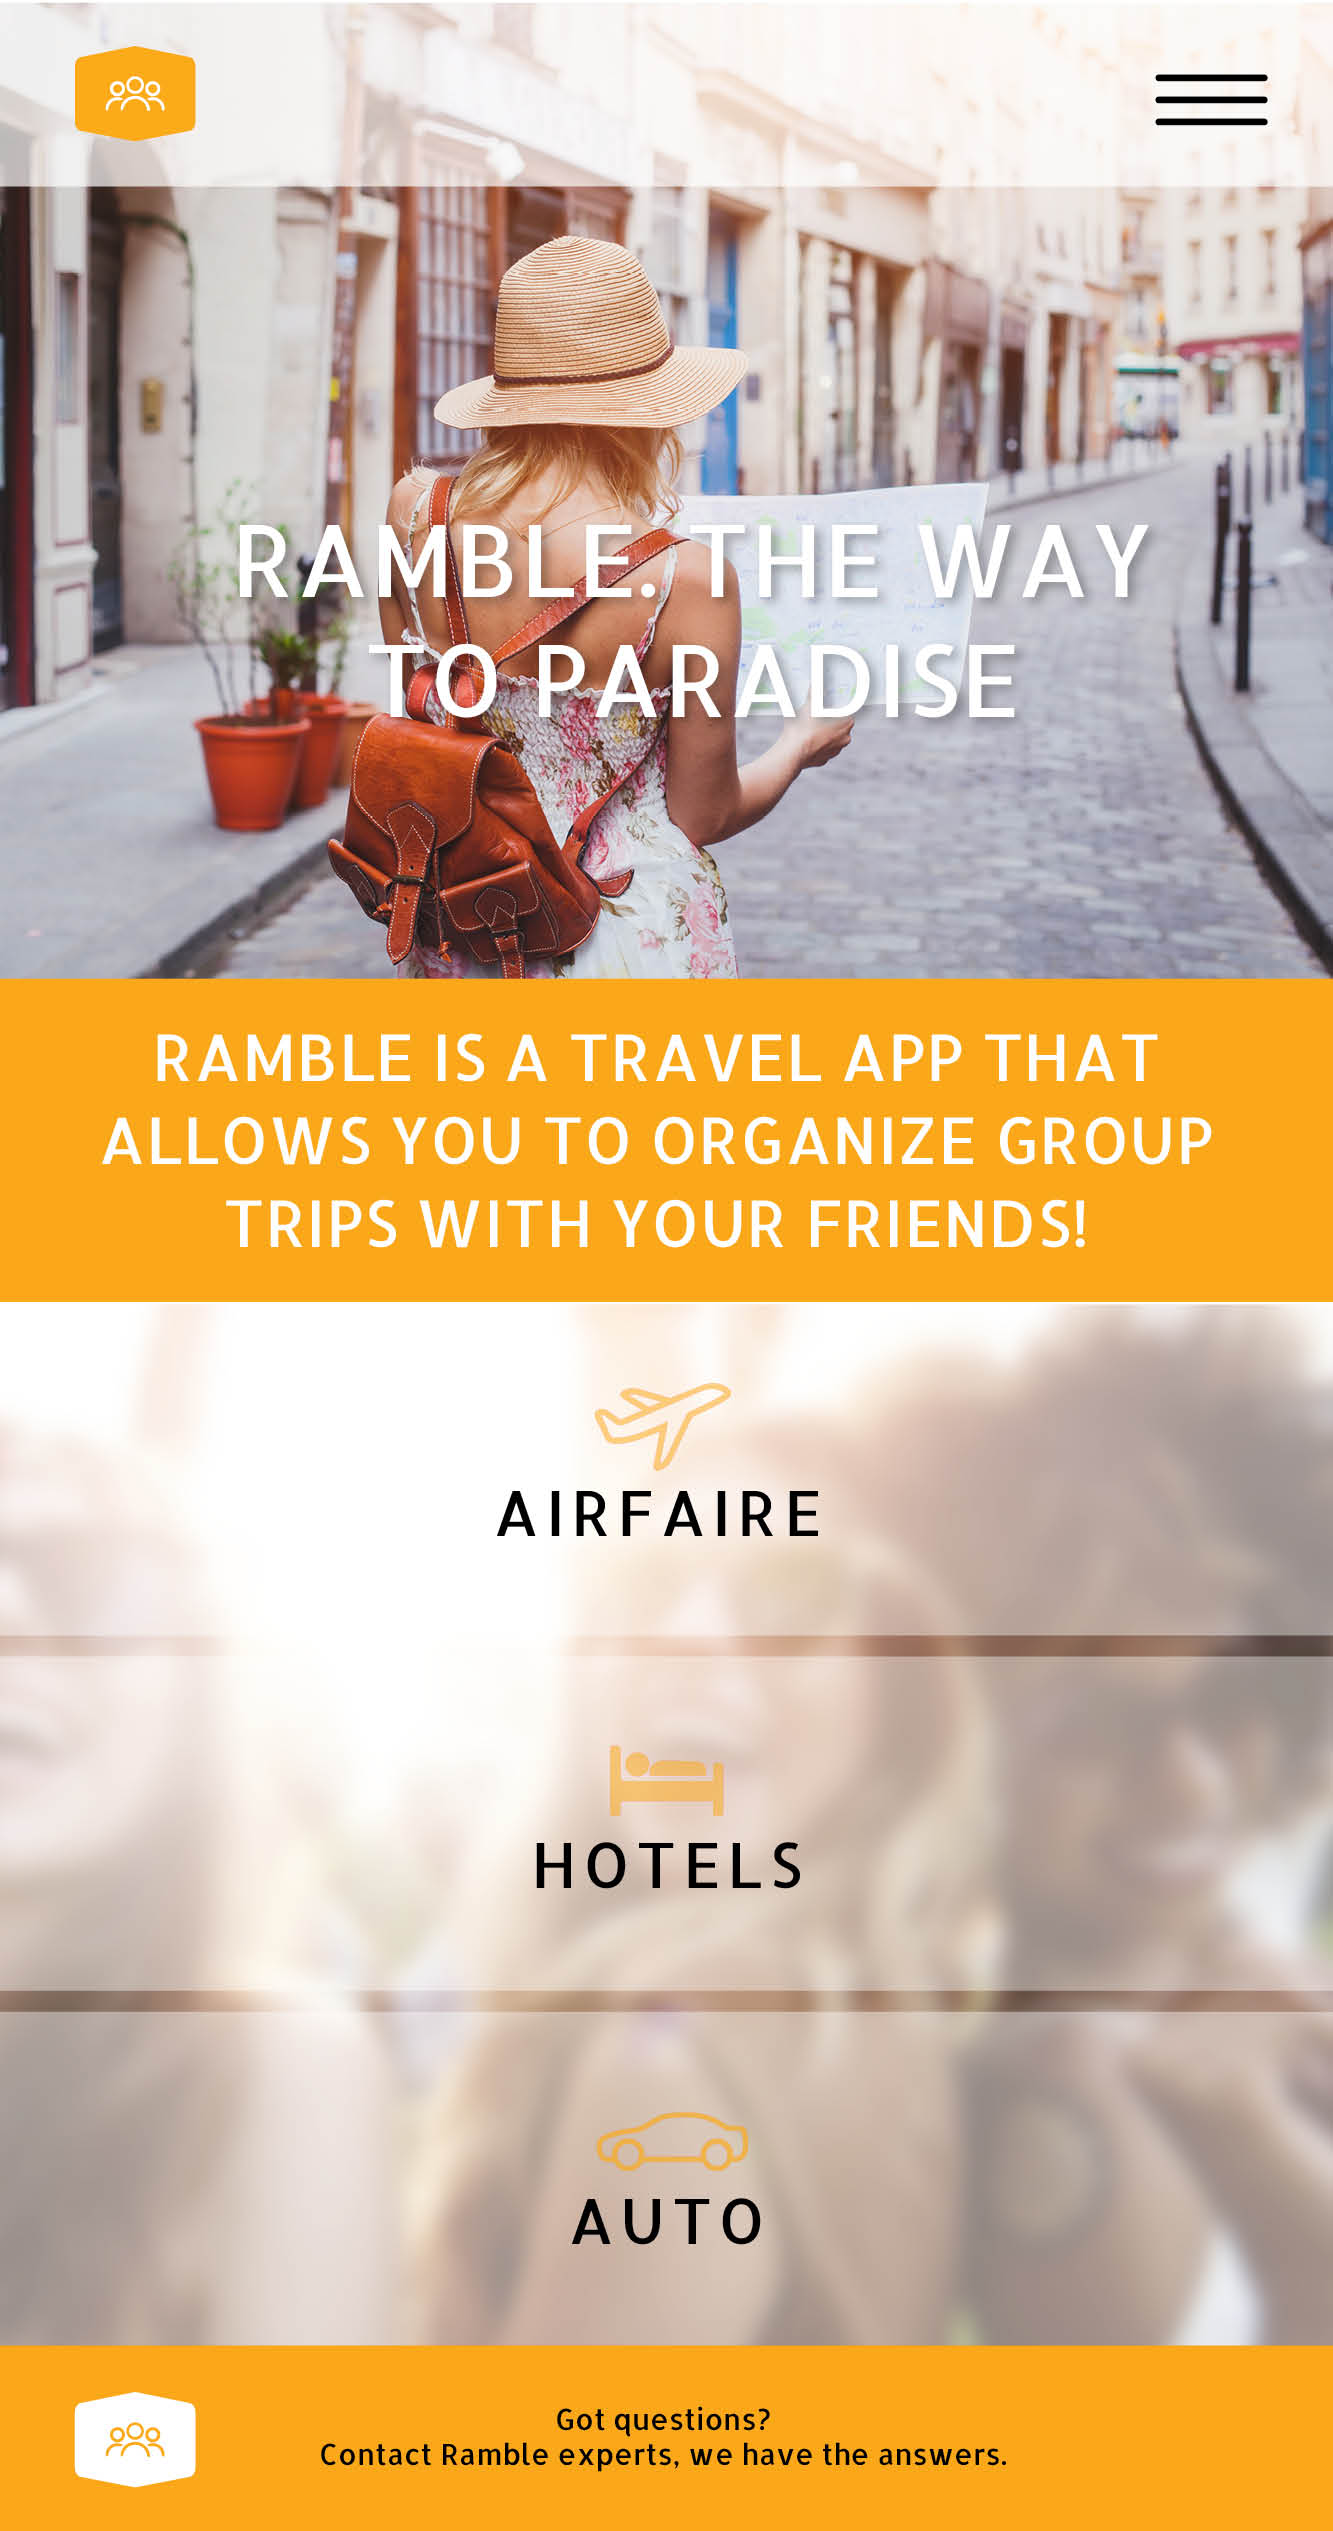 RAMBLE. THE WAY
TO PARADISE
RAMBLE IS A TRAVEL APP THAT
ALLOWS YOU TO ORGANIZE GROUP
TRIPS WITH YOUR FRIENDS!
AIRFAIRE
HOTELS
AUTO
Got questions?
Contact Ramble experts, we have the answers.